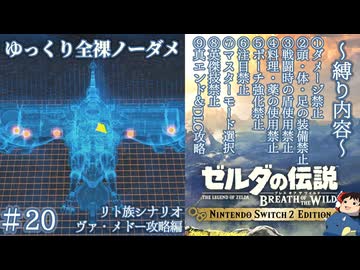 ゆっくり全裸ノーダメ
#20
リト族シナリオ
ヴァ・メドー攻略編
～縛り内容～
①ダメージ禁止
②頭・体・足の装備禁止
③戦闘時の盾使用禁止
④料理・薬の使用禁止
⑤ポーチ強化禁止
⑥注目禁止
⑦マスターモード選択
⑧英傑裁禁止
⑨真エンド&DLC攻略
ゼルダの伝説
THE LEGEND OF ZELDA
BREATH OF THE WILD
NINTENDO SWITCH 2 EDITION